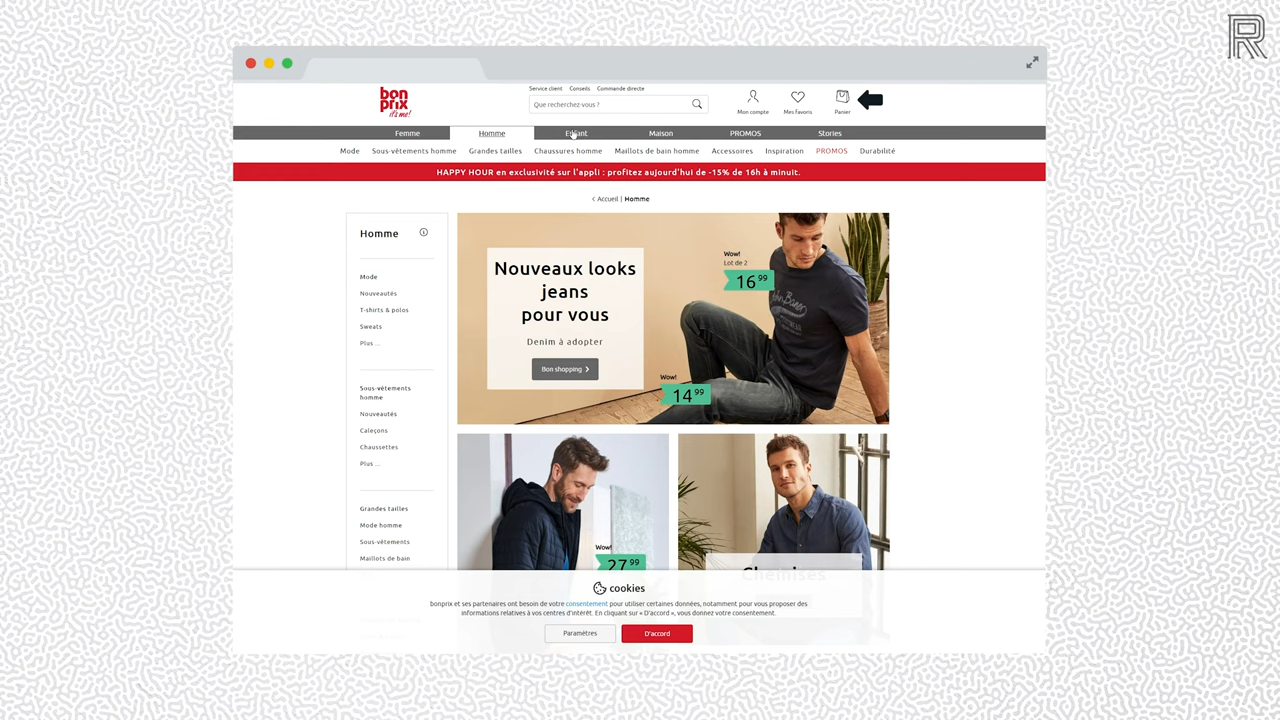 R
bon
prix
it's me!
Service client Conseils Commande directe
Que recherchez-vous ?
Mon compte Mes favoris Panier
Femme Homme Enfant Maison PROMOS Stories
Mode Sous-vêtements homme Grandes tailles Chaussures homme Maillots de bain homme Accessoires Inspiration PROMOS Durabilité
HAPPY HOUR en exclusivité sur l'appli : profitez aujourd'hui de -15% de 16h à minuit.
< Accueil | Homme
Homme
Mode
Nouveautés
T-shirts & polos
Sweats
Plus ...
Sous-vêtements
homme
Nouveautés
Caleçons
Chaussettes
Plus ...
Grandes tailles
Mode homme
Sous-vêtements
Maillots de bain
Nouveaux looks
jeans
pour vous
Denim à adopter
Bon shopping
Wow!
Lot de 2
16 99
John Baner
Wow!
14 99
Wow!
27 99
Chemises
cookies
bonprix et ses partenaires ont besoin de votre consentement pour utiliser certaines données, notamment pour vous proposer des
informations relatives à vos centres d'intérêt. En cliquant sur « D'accord », vous donnez votre consentement.
Paramètres D'accord